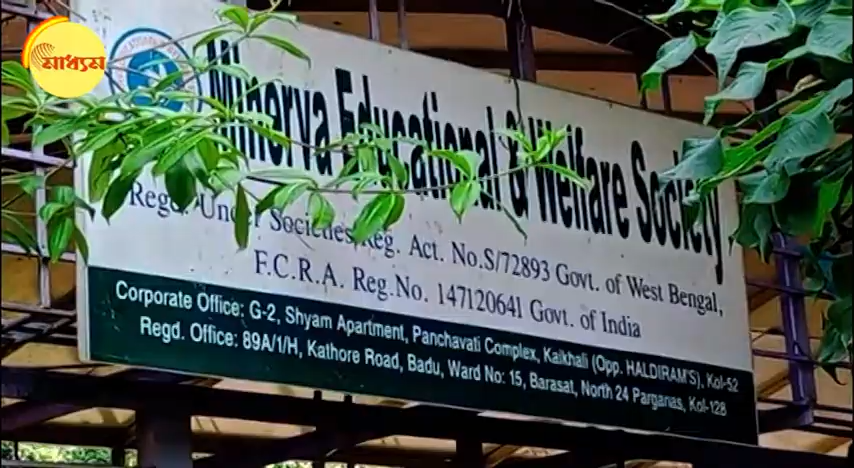 মাধ্যম
Minerva Educational & Welfare Society
Regd. Under Societies Reg. Act. No.S/72893 Govt. of West Bengal,
F.C.R.A. Reg.No. 147120641 Govt. of India
Corporate Office: G-2, Shyam Apartment, Panchavati Complex, Kaikhali (Opp. HALDIRAM'S), Kol-52
Regd. Office: 89A/1/H, Kathore Road, Badu, Ward No: 15, Barasat, North 24 Parganas, Kol-128